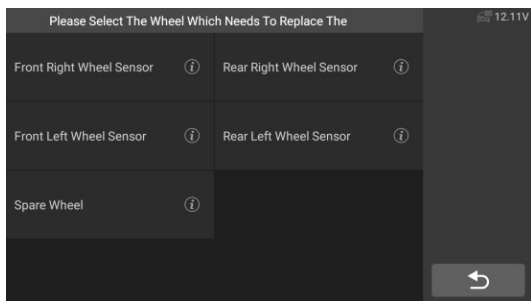 Please Select The Wheel Which Needs To Replace The
12.11V
Front Right Wheel Sensor
Rear Right Wheel Sensor
Front Left Wheel Sensor
Rear Left Wheel Sensor
Spare Wheel